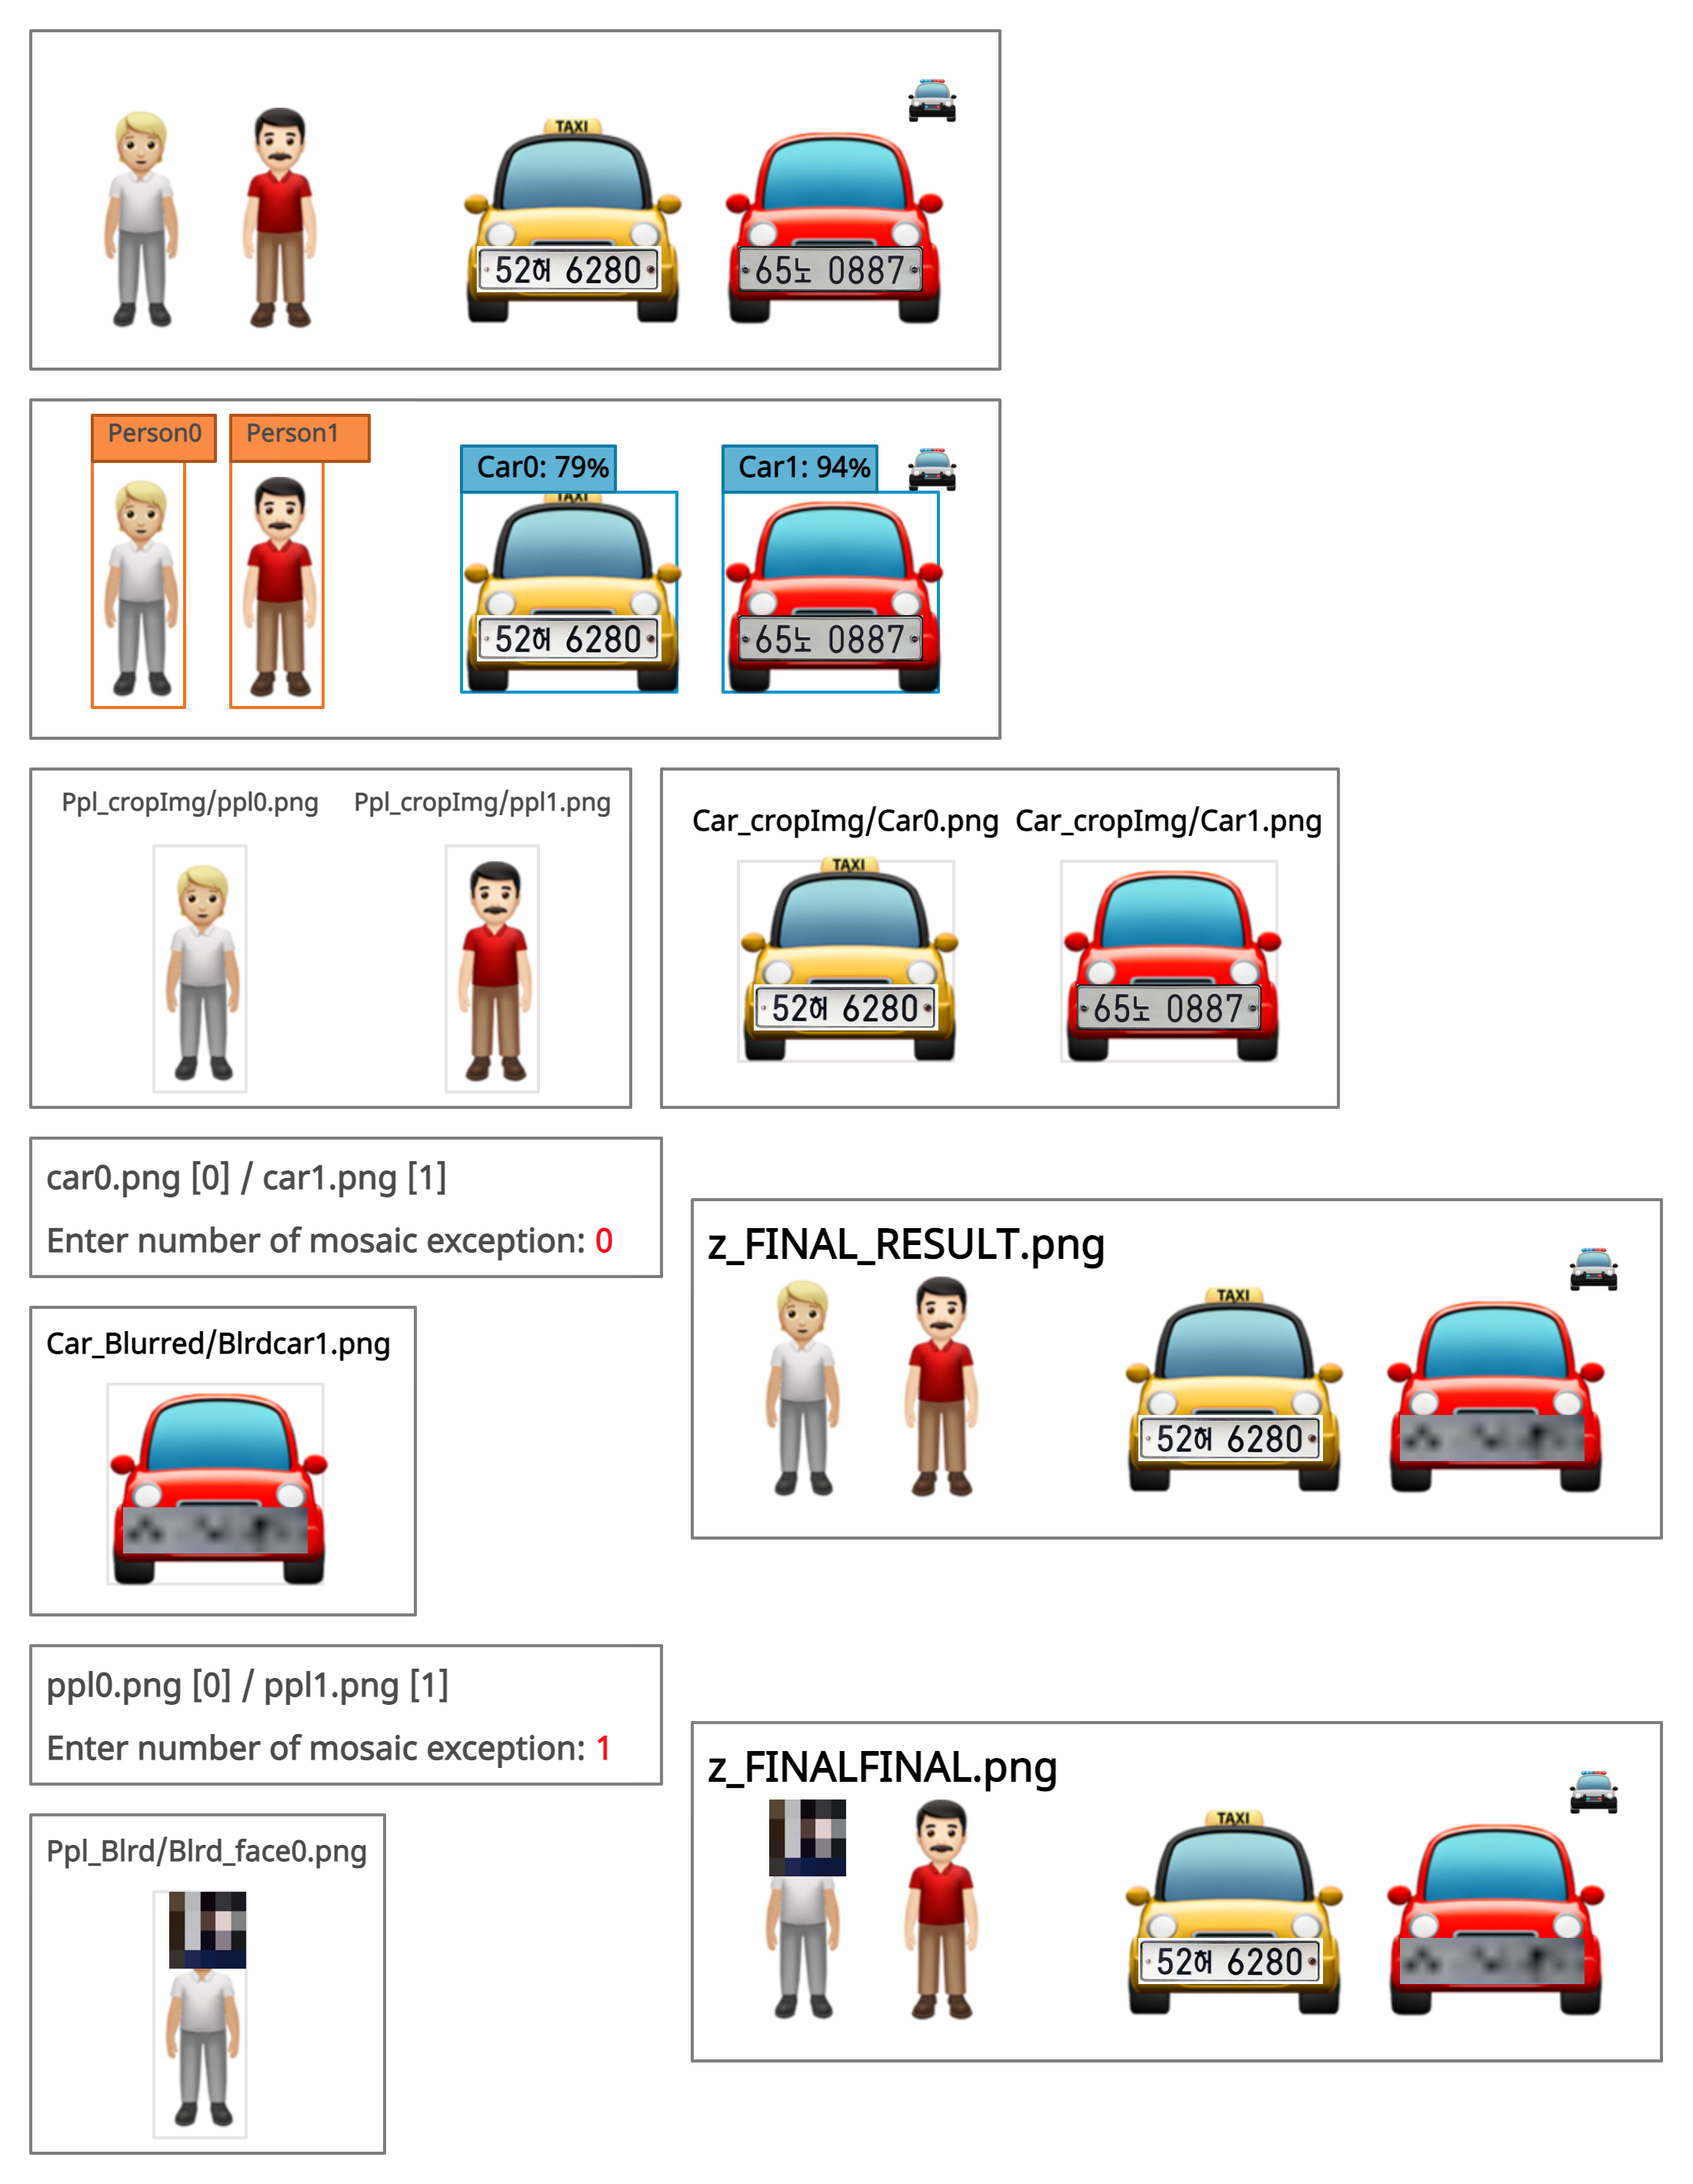 TAXI
52허 6280
65노 0887
Person0
Person1
Car0: 79%
Car1: 94%
TAXI
52허 6280
65노 0887
Ppl_cropImg/ppl0.png
Ppl_cropImg/ppl1.png
Car_cropImg/Car0.png
Car_cropImg/Car1.png
TAXI
52허 6280
65노 0887
car0.png [0] / car1.png [1]
Enter number of mosaic exception: 0
z_FINAL_RESULT.png
TAXI
52허 6280
Car_Blurred/Blrdcar1.png
ppl0.png [0] / ppl1.png [1]
Enter number of mosaic exception: 1
z_FINALFINAL.png
TAXI
52허 6280
Ppl_Blrd/Blrd_face0.png